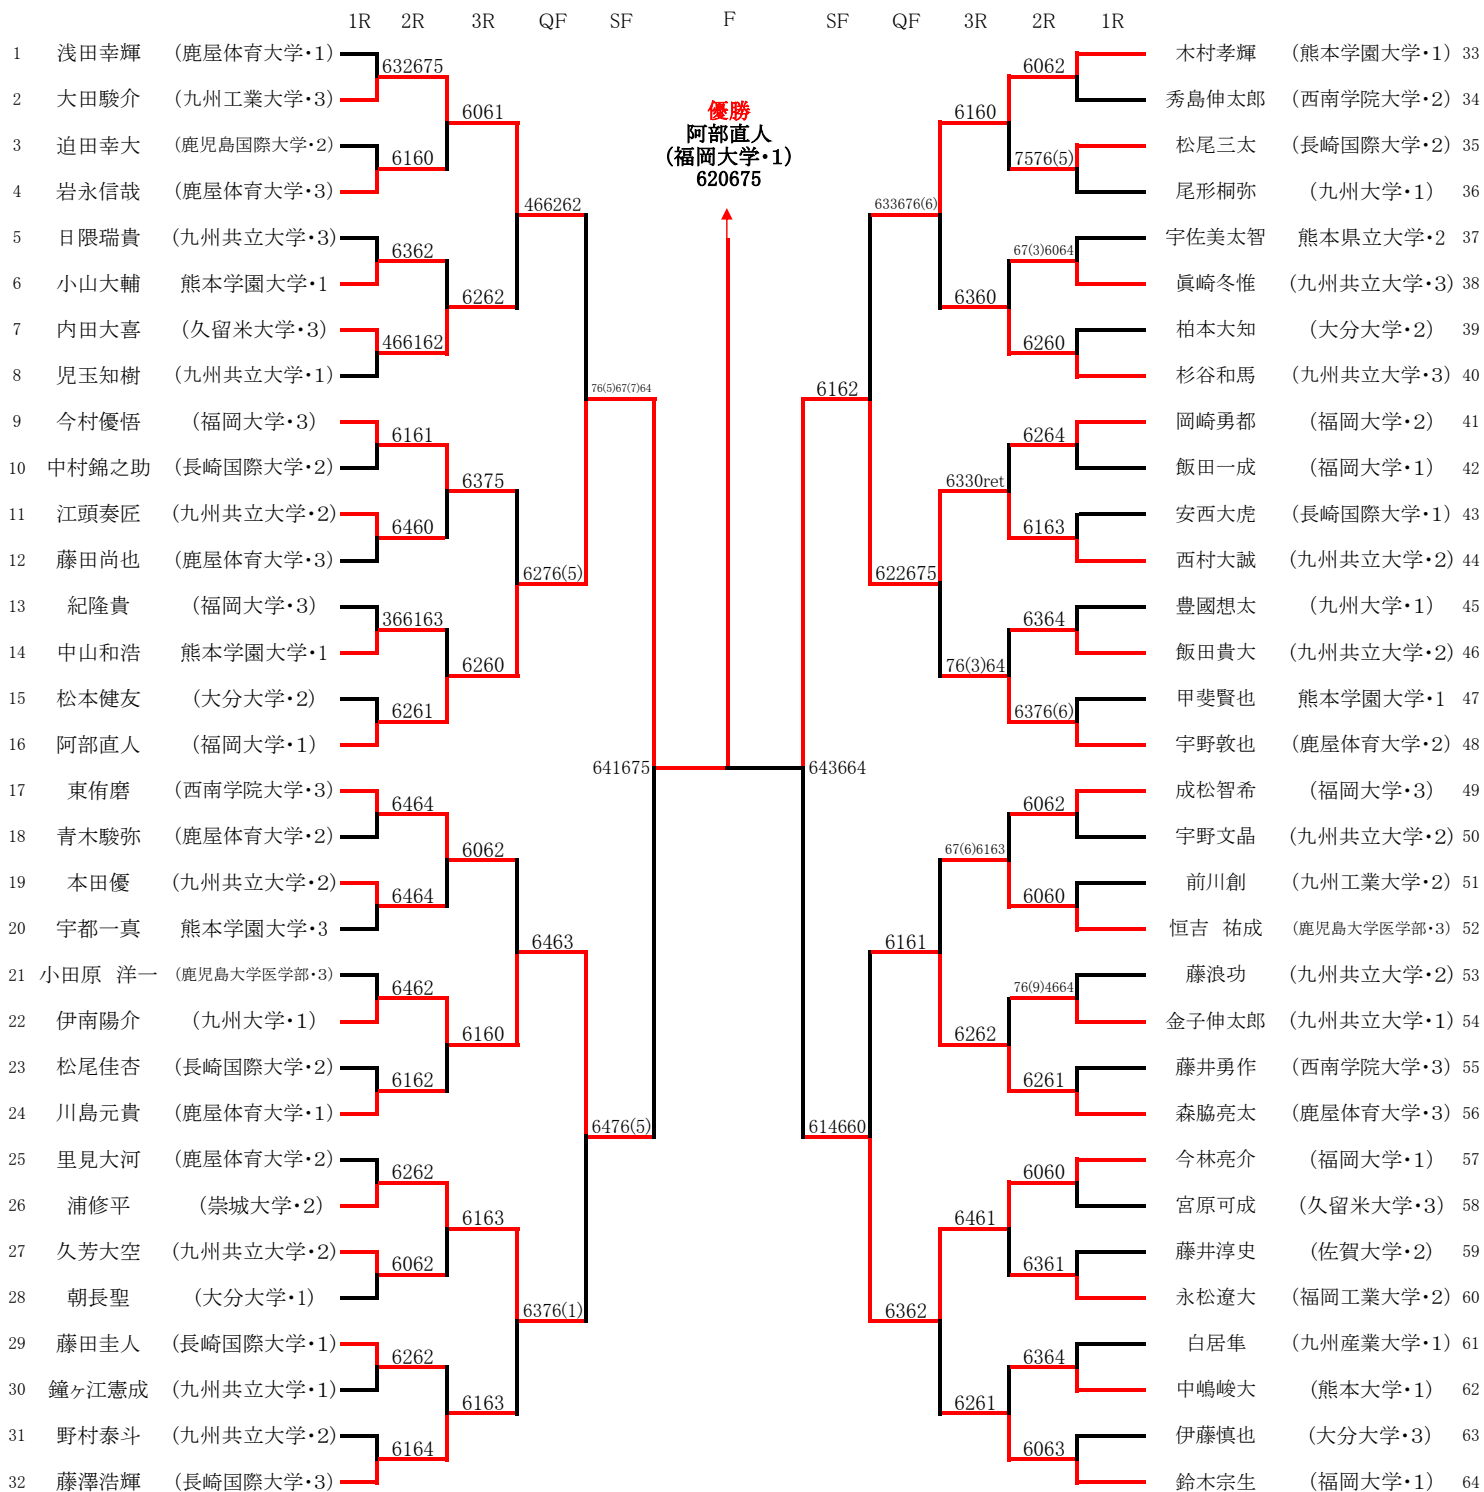 1R 2R 3R QF SF F SF QF 3R 2R 1R
1 浅田幸輝 (鹿屋体育大学・1)
632675
2 大田駿介 (九州工業大学・3)
6061
3 迫田幸大 (鹿児島国際大学・2)
6160
4 岩永信哉 (鹿屋体育大学・3)
466262
5 日隈瑞貴 (九州共立大学・3)
6362
6 小山大輔 熊本学園大学・1
6262
7 内田大喜 (久留米大学・3)
466162
8 児玉知樹 (九州共立大学・1)
76(5)67(7)64
9 今村優悟 (福岡大学・3)
6161
10 中村錦之助 (長崎国際大学・2)
6375
11 江頭奏匠 (九州共立大学・2)
6460
12 藤田尚也 (鹿屋体育大学・3)
6276(5)
13 紀隆貴 (福岡大学・3)
366163
14 中山和浩 熊本学園大学・1
6260
15 松本健友 (大分大学・2)
6261
16 阿部直人 (福岡大学・1)
641675
17 東侑磨 (西南学院大学・3)
6464
18 青木駿弥 (鹿屋体育大学・2)
6062
19 本田優 (九州共立大学・2)
6464
20 宇都一真 熊本学園大学・3
6463
21 小田原 洋一 (鹿児島大学医学部・3)
6462
22 伊南陽介 (九州大学・1)
6160
23 松尾佳杏 (長崎国際大学・2)
6162
24 川島元貴 (鹿屋体育大学・1)
6476(5)
25 里見大河 (鹿屋体育大学・2)
6262
26 浦修平 (崇城大学・2)
6163
27 久芳大空 (九州共立大学・2)
6062
28 朝長聖 (大分大学・1)
6376(1)
29 藤田圭人 (長崎国際大学・1)
6262
30 鐘ヶ江憲成 (九州共立大学・1)
6163
31 野村泰斗 (九州共立大学・2)
6164
32 藤澤浩輝 (長崎国際大学・3)
優勝
阿部直人
(福岡大学・1)
620675
木村孝輝 (熊本学園大学・1) 33
6062
秀島伸太郎 (西南学院大学・2) 34
6160
松尾三太 (長崎国際大学・2) 35
7576(5)
尾形桐弥 (九州大学・1) 36
633676(6)
宇佐美太智 熊本県立大学・2 37
67(3)6064
眞崎冬惟 (九州共立大学・3) 38
6360
柏本大知 (大分大学・2) 39
6260
杉谷和馬 (九州共立大学・3) 40
6162
岡崎勇都 (福岡大学・2) 41
6264
飯田一成 (福岡大学・1) 42
6330ret
安西大虎 (長崎国際大学・1) 43
6163
西村大誠 (九州共立大学・2) 44
622675
豊國想太 (九州大学・1) 45
6364
飯田貴大 (九州共立大学・2) 46
76(3)64
甲斐賢也 熊本学園大学・1 47
6376(6)
宇野敦也 (鹿屋体育大学・2) 48
643664
成松智希 (福岡大学・3) 49
6062
宇野文晶 (九州共立大学・2) 50
67(6)6163
前川創 (九州工業大学・2) 51
6060
恒吉 祐成 (鹿児島大学医学部・3) 52
6161
藤浪功 (九州共立大学・2) 53
76(9)4664
金子伸太郎 (九州共立大学・1) 54
6262
藤井勇作 (西南学院大学・3) 55
6261
森脇亮太 (鹿屋体育大学・3) 56
614660
今林亮介 (福岡大学・1) 57
6060
宮原可成 (久留米大学・3) 58
6461
藤井淳史 (佐賀大学・2) 59
6361
永松遼大 (福岡工業大学・2) 60
6362
白居隼 (九州産業大学・1) 61
6364
中嶋崚大 (熊本大学・1) 62
6261
伊藤慎也 (大分大学・3) 63
6063
鈴木宗生 (福岡大学・1) 64